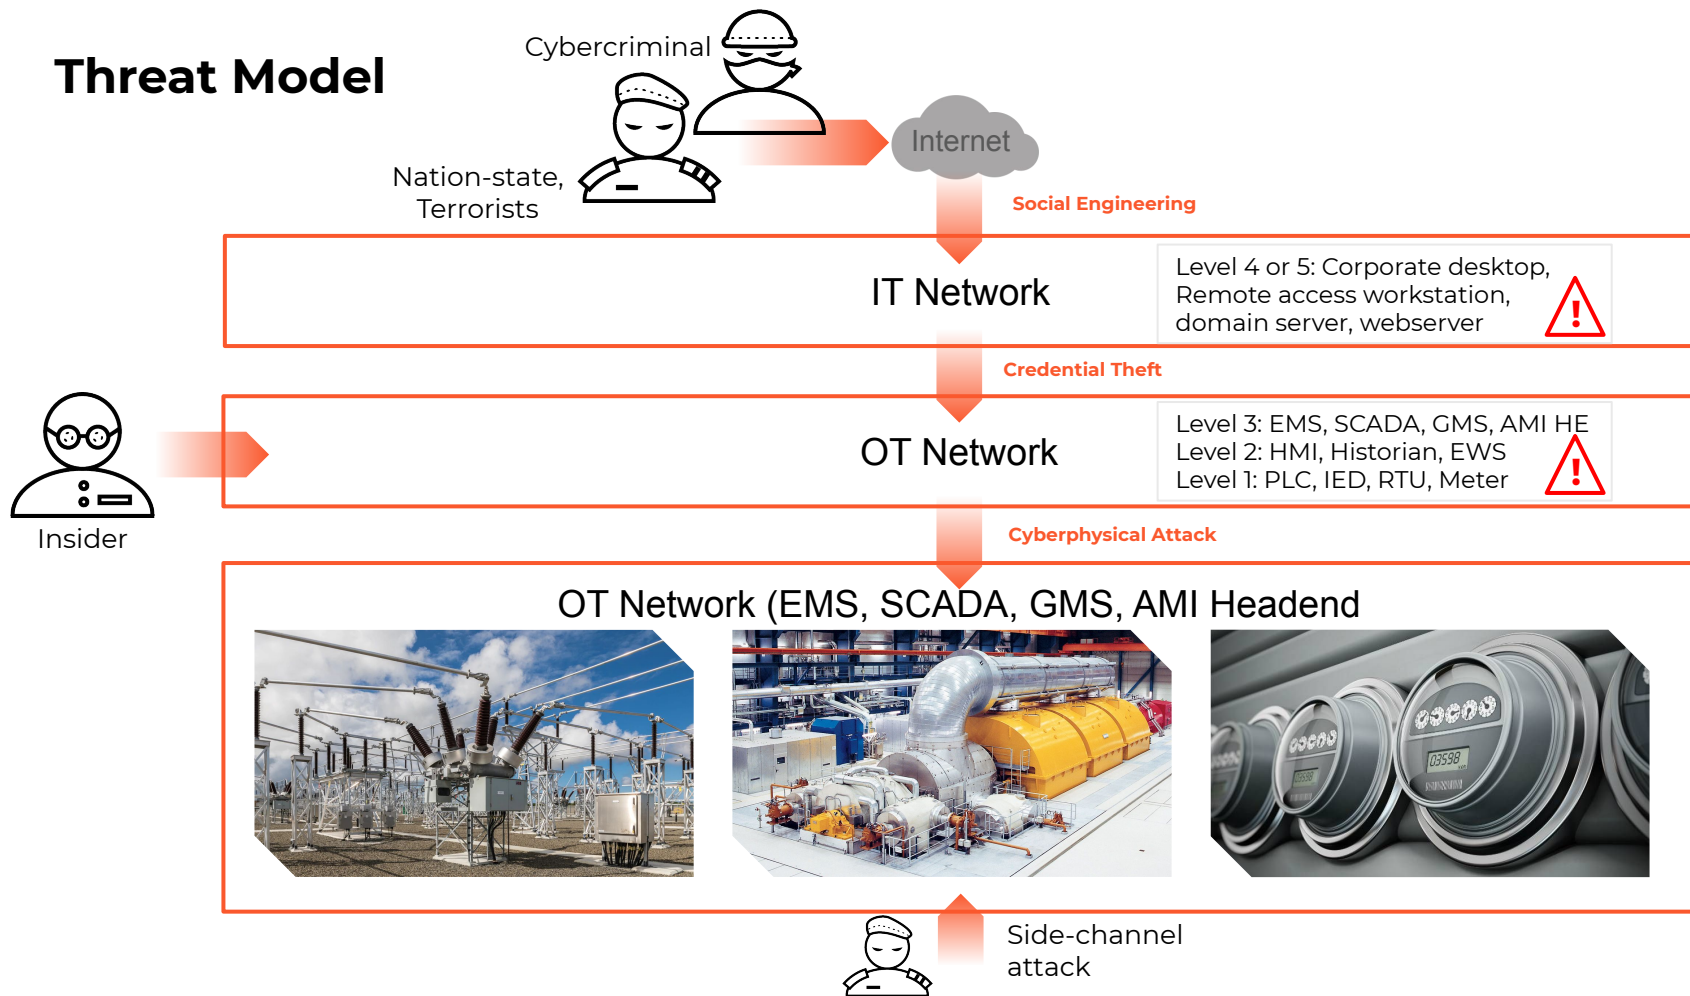 Threat Model
Cybercriminal
Nation-state,
Terrorists
Internet
Social Engineering
IT Network
Level 4 or 5: Corporate desktop,
Remote access workstation,
domain server, webserver
Credential Theft
Insider
OT Network
Level 3: EMS, SCADA, GMS, AMI HE
Level 2: HMI, Historian, EWS
Level 1: PLC, IED, RTU, Meter
Cyberphysical Attack
OT Network (EMS, SCADA, GMS, AMI Headend
03598
Side-channel
attack